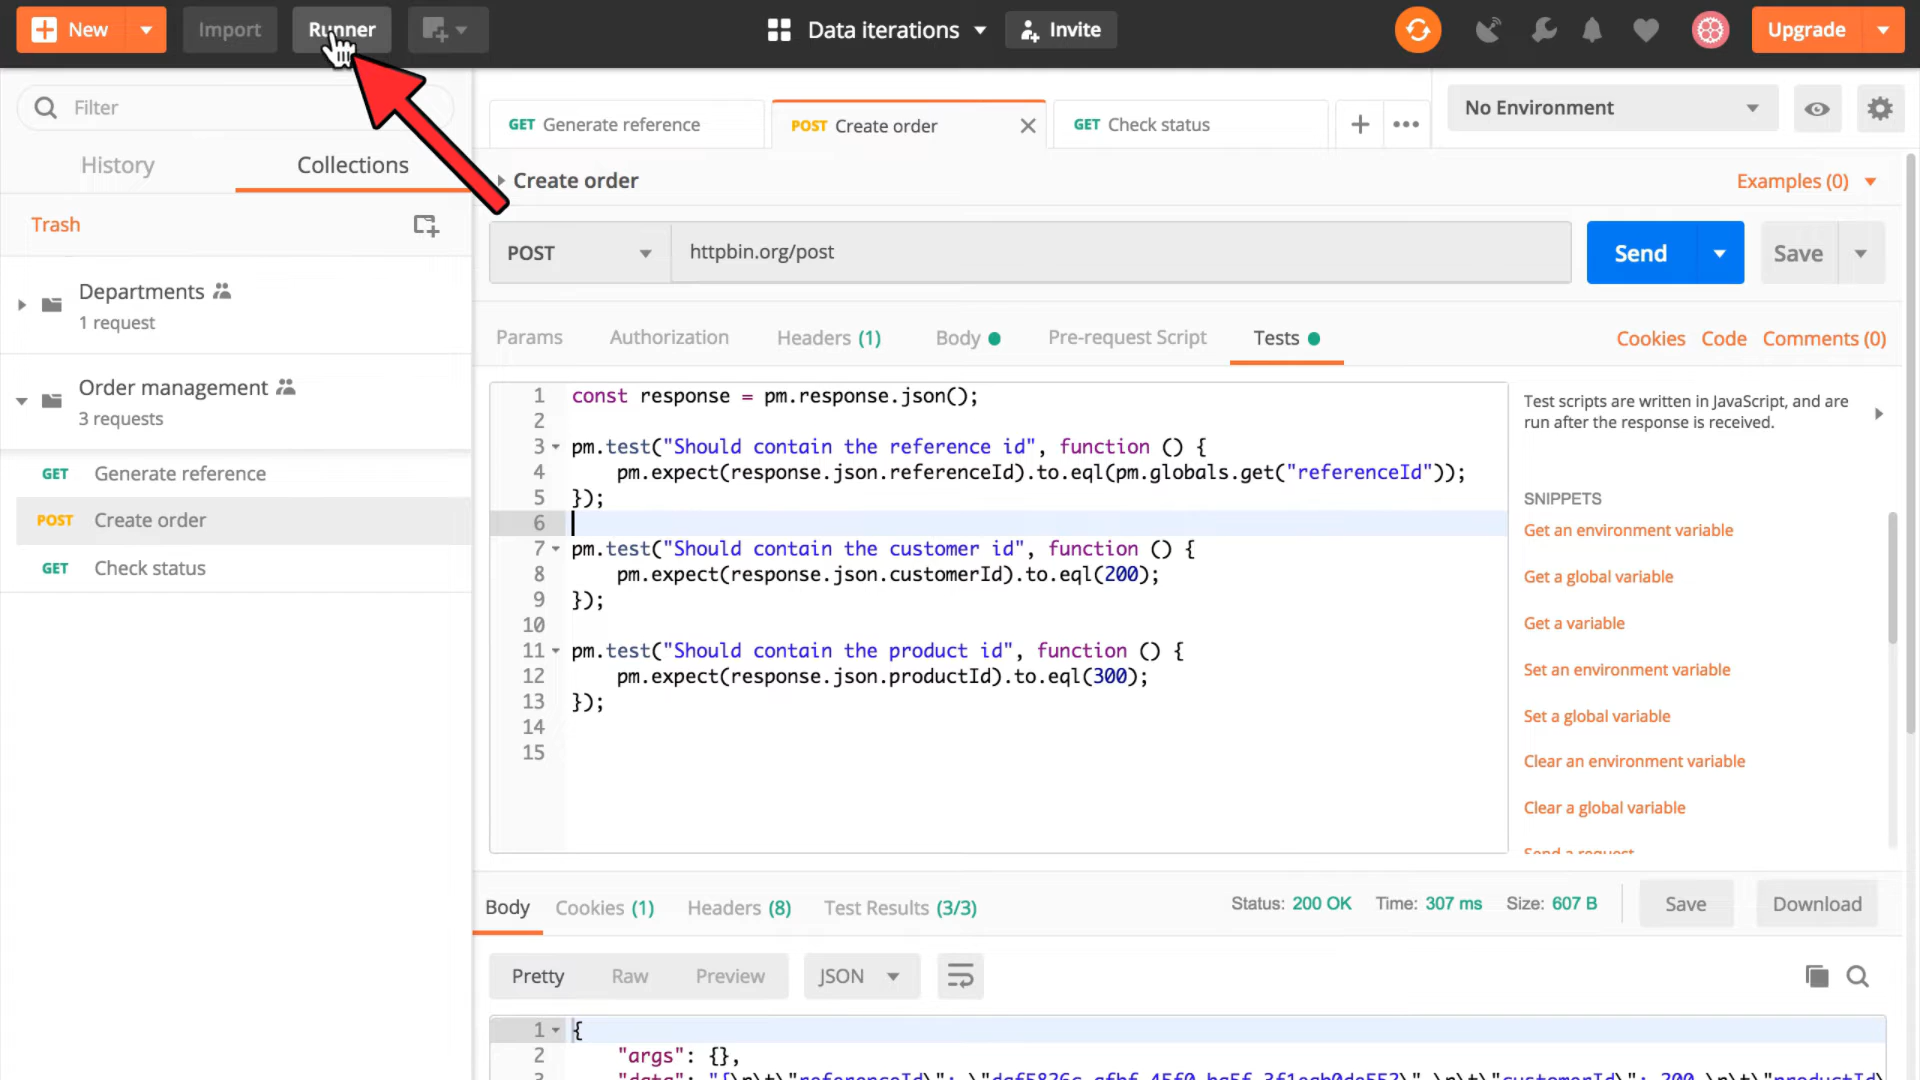 New
Import
Runner
Data iterations
Invite
Upgrade
Filter
GET Generate reference
POST Create order
GET Check status
No Environment
History
Collections
Create order
Examples (0)
Trash
POST
httpbin.org/post
Send
Save
Departments
1 request
Params
Authorization
Headers (1)
Body
Pre-request Script
Tests
Cookies
Code
Comments (0)
Order management
3 requests
GET Generate reference
POST Create order
GET Check status
1 const response = pm.response.json();
2
3 pm.test("Should contain the reference id", function () {
4 pm.expect(response.json.referenceId).to.eql(pm.globals.get("referenceId"));
5 });
6
7 pm.test("Should contain the customer id", function () {
8 pm.expect(response.json.customerId).to.eql(200);
9 });
10
11 pm.test("Should contain the product id", function () {
12 pm.expect(response.json.productId).to.eql(300);
13 });
14
15
Test scripts are written in JavaScript, and are
run after the response is received.
SNIPPETS
Get an environment variable
Get a global variable
Get a variable
Set an environment variable
Set a global variable
Clear an environment variable
Clear a global variable
Send a request
Body
Cookies (1)
Headers (8)
Test Results (3/3)
Status: 200 OK
Time: 307 ms
Size: 607 B
Save
Download
Pretty
Raw
Preview
JSON
1 {
2 "args": {},